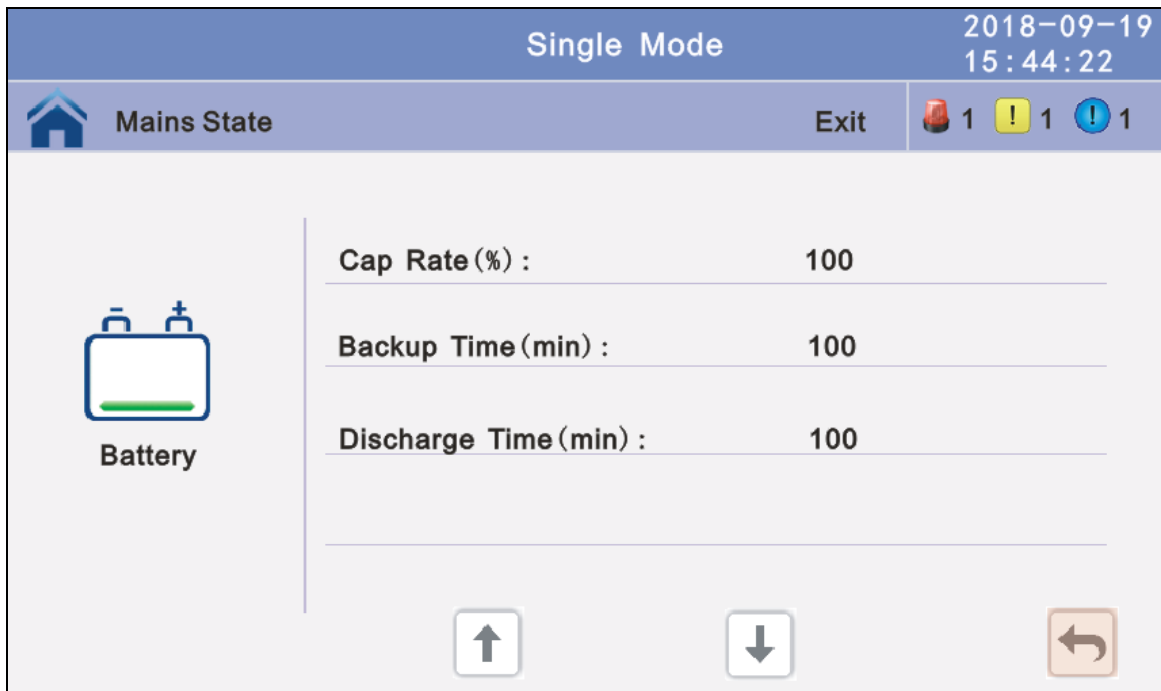 Single Mode
2018-09-19
15:44:22
Mains State
Exit
1
! 1
! 1
Cap Rate(%): 100
Backup Time(min): 100
Discharge Time(min): 100
- +
Battery